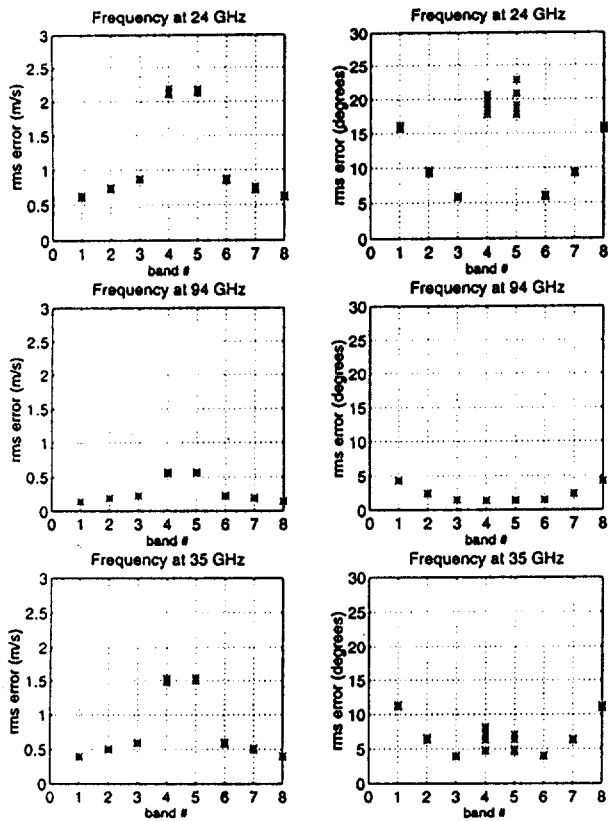 Frequency at 24 GHz
rms error (m/s)
3
2.5
2
1.5
1
0.5
0
0 1 2 3 4 5 6 7 8
band #
Frequency at 24 GHz
rms error (degrees)
30
25
20
15
10
5
0
0 1 2 3 4 5 6 7 8
band #
Frequency at 94 GHz
rms error (m/s)
3
2.5
2
1.5
1
0.5
0
0 1 2 3 4 5 6 7 8
band #
Frequency at 94 GHz
rms error (degrees)
30
25
20
15
10
5
0
0 1 2 3 4 5 6 7 8
band #
Frequency at 35 GHz
rms error (m/s)
3
2.5
2
1.5
1
0.5
0
0 1 2 3 4 5 6 7 8
band #
Frequency at 35 GHz
rms error (degrees)
30
25
20
15
10
5
0
0 1 2 3 4 5 6 7 8
band #